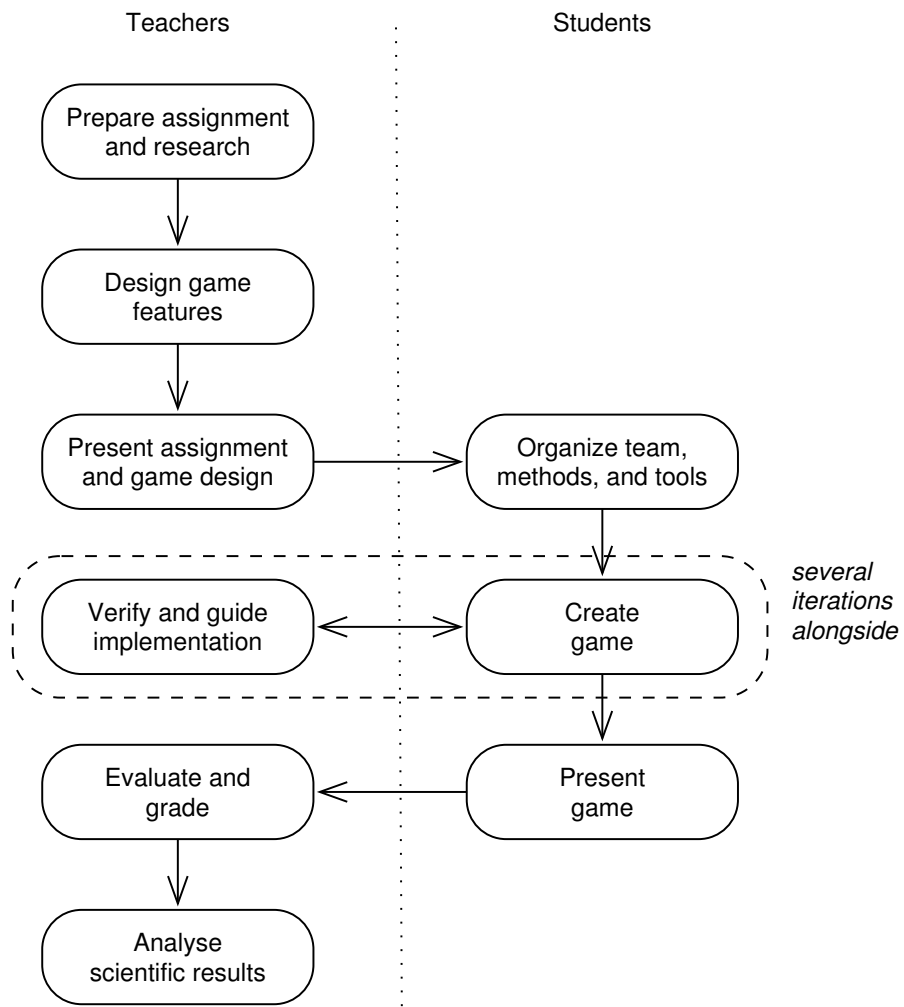 Teachers
Students
Prepare assignment
and research
Design game
features
Present assignment
and game design
Organize team,
methods, and tools
Verify and guide
implementation
Create
game
several
iterations
alongside
Evaluate and
grade
Present
game
Analyse
scientific results